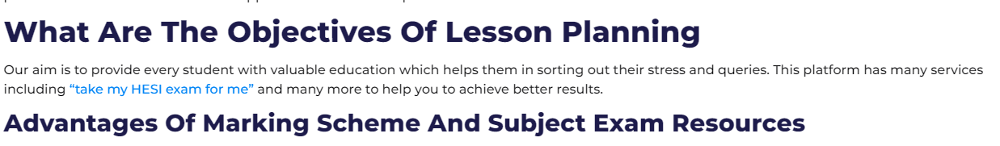 What Are The Objectives Of Lesson Planning
Our aim is to provide every student with valuable education which helps them in sorting out their stress and queries. This platform has many services
including “take my HESI exam for me” and many more to help you to achieve better results.
Advantages Of Marking Scheme And Subject Exam Resources